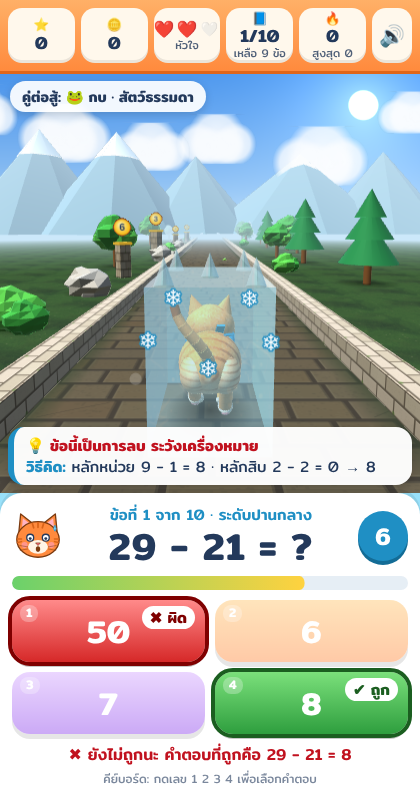 ⭐ 0
🪙 0
❤️❤️🤍 หัวใจ
📘 1/10 เหลือ 9 ข้อ
🔥 0 สูงสุด 0
🔊
คู่ต่อสู้: 🐸 กบ · สัตว์ธรรมดา
6
3
💡 ข้อนี้เป็นการลบ ระวังเครื่องหมาย
วิธีคิด: หลักหน่วย 9 - 1 = 8 · หลักสิบ 2 - 2 = 0 → 8
ข้อที่ 1 จาก 10 · ระดับปานกลาง
29 - 21 = ?
6
1 50 ✖ ผิด
2 6
3 7
4 8 ✔ ถูก
✖ ยังไม่ถูกนะ คำตอบที่ถูกคือ 29 - 21 = 8
คีย์บอร์ด: กดเลข 1 2 3 4 เพื่อเลือกคำตอบ